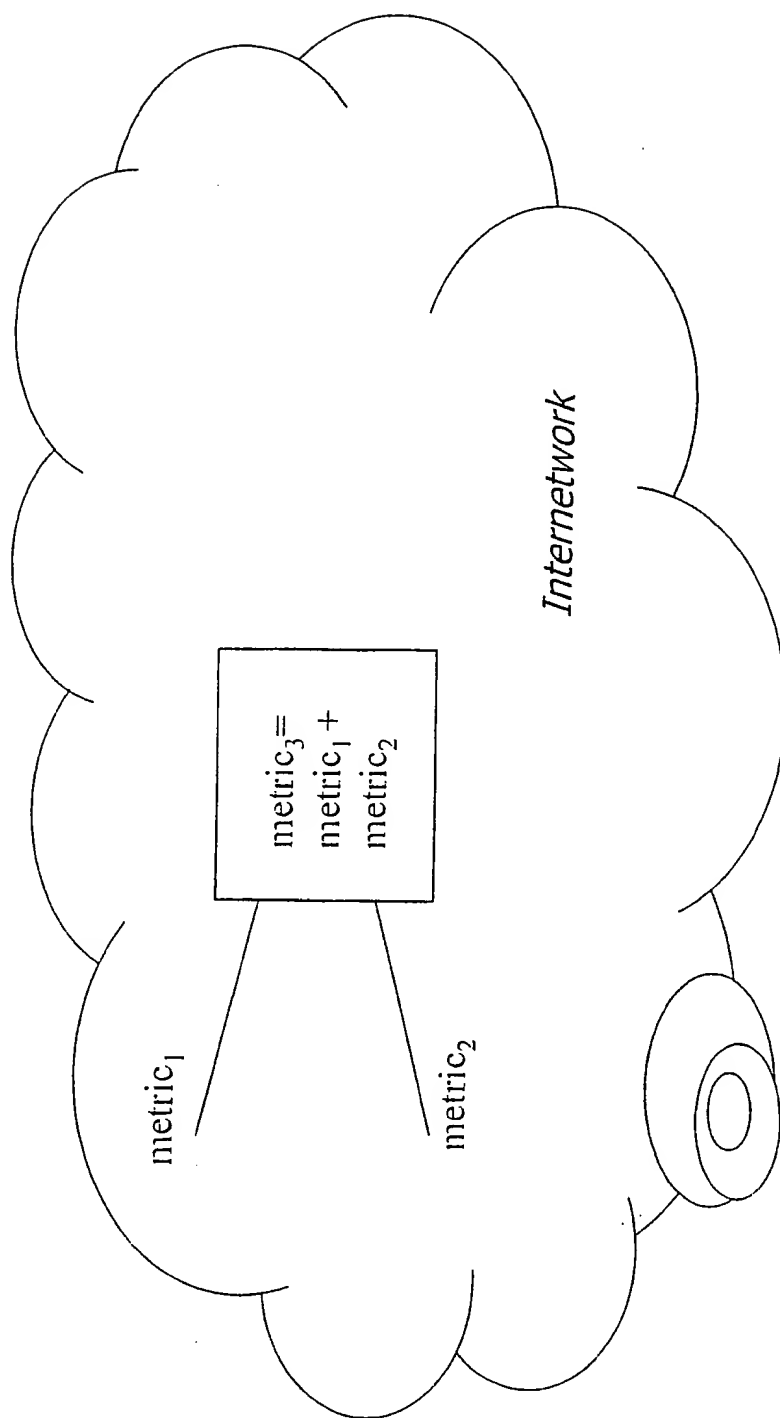 metric₁
metric₃=
metric₁ +
metric₂
metric₂
Internetwork